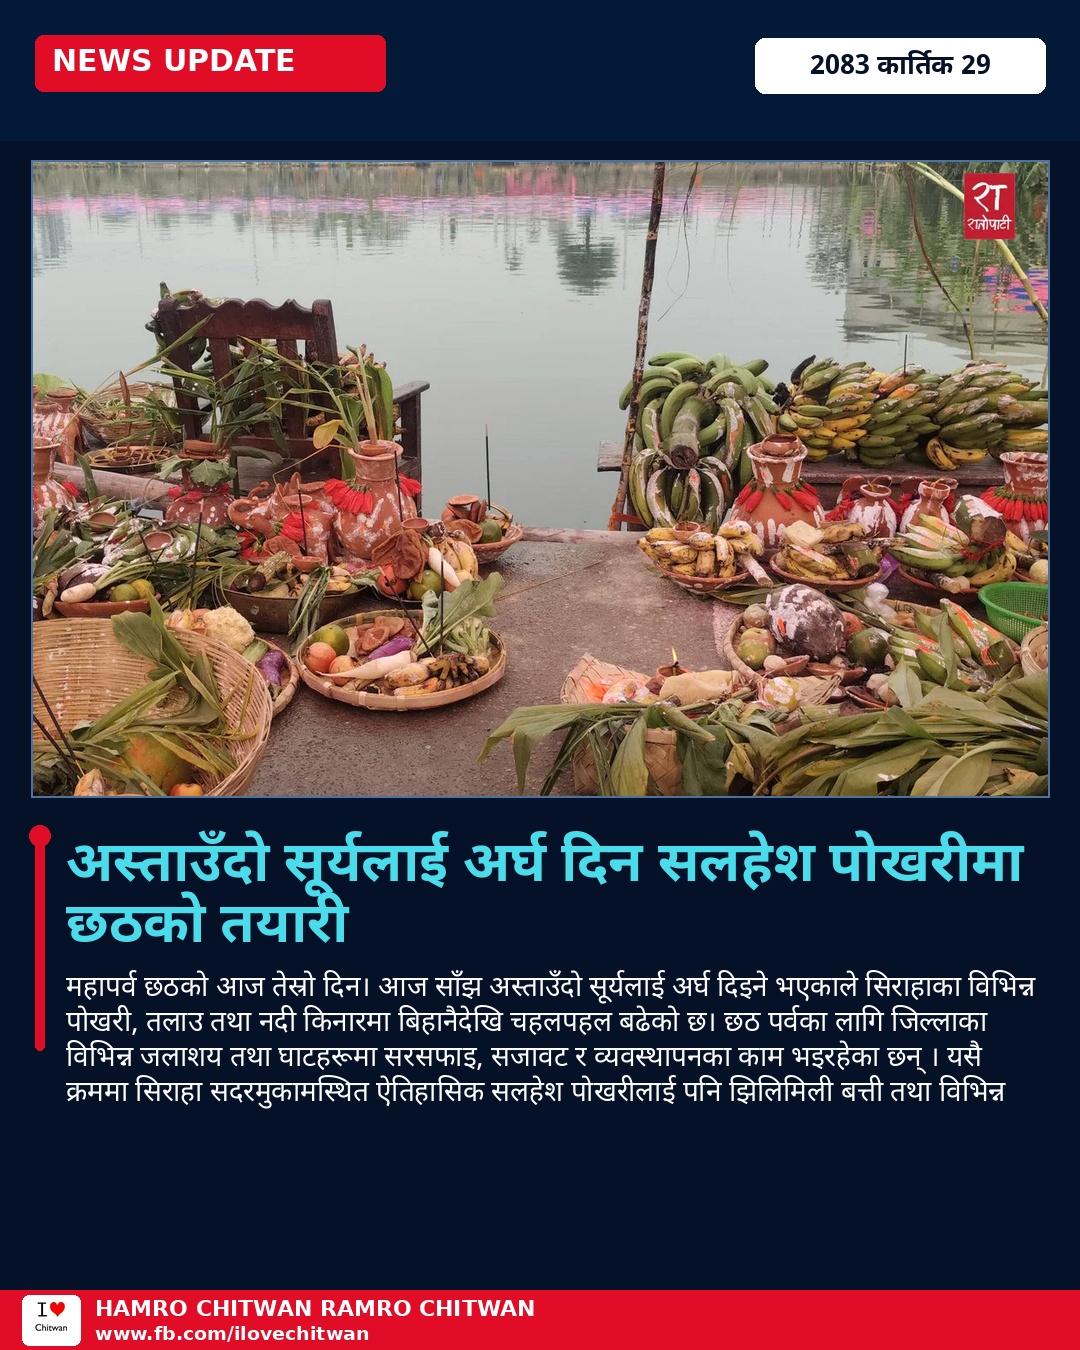 NEWS UPDATE
2083 कार्तिक 29
रा
रातोपाटी
अस्ताउँदो सूर्यलाई अर्घ दिन सलहेश पोखरीमा
छठको तयारी
महापर्व छठको आज तेस्रो दिन। आज साँझ अस्ताउँदो सूर्यलाई अर्घ दिइने भएकाले सिराहाका विभिन्न
पोखरी, तलाउ तथा नदी किनारमा बिहानैदेखि चहलपहल बढेको छ। छठ पर्वका लागि जिल्लाका
विभिन्न जलाशय तथा घाटहरूमा सरसफाइ, सजावट र व्यवस्थापनका काम भइरहेका छन् । यसै
क्रममा सिराहा सदरमुकामस्थित ऐतिहासिक सलहेश पोखरीलाई पनि झिलिमिली बत्ती तथा विभिन्न
I ♥
Chitwan
HAMRO CHITWAN RAMRO CHITWAN
www.fb.com/ilovechitwan